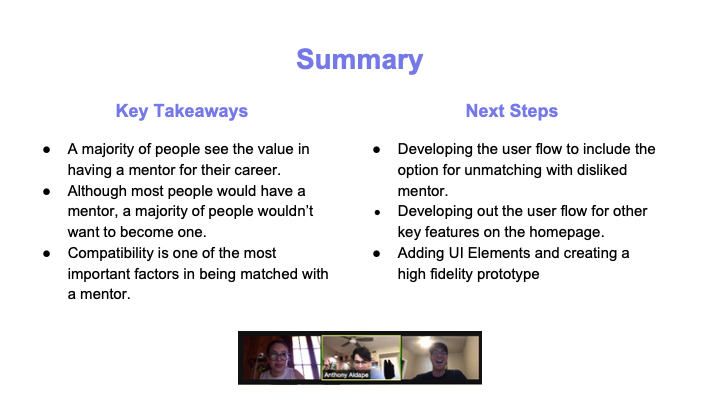 Summary
Key Takeaways
● A majority of people see the value in
having a mentor for their career.
● Although most people would have a
mentor, a majority of people wouldn’t
want to become one.
● Compatibility is one of the most
important factors in being matched with
a mentor.
Next Steps
● Developing the user flow to include the
option for unmatching with disliked
mentor.
● Developing out the user flow for other
key features on the homepage.
● Adding UI Elements and creating a
high fidelity prototype
Anthony Aldape